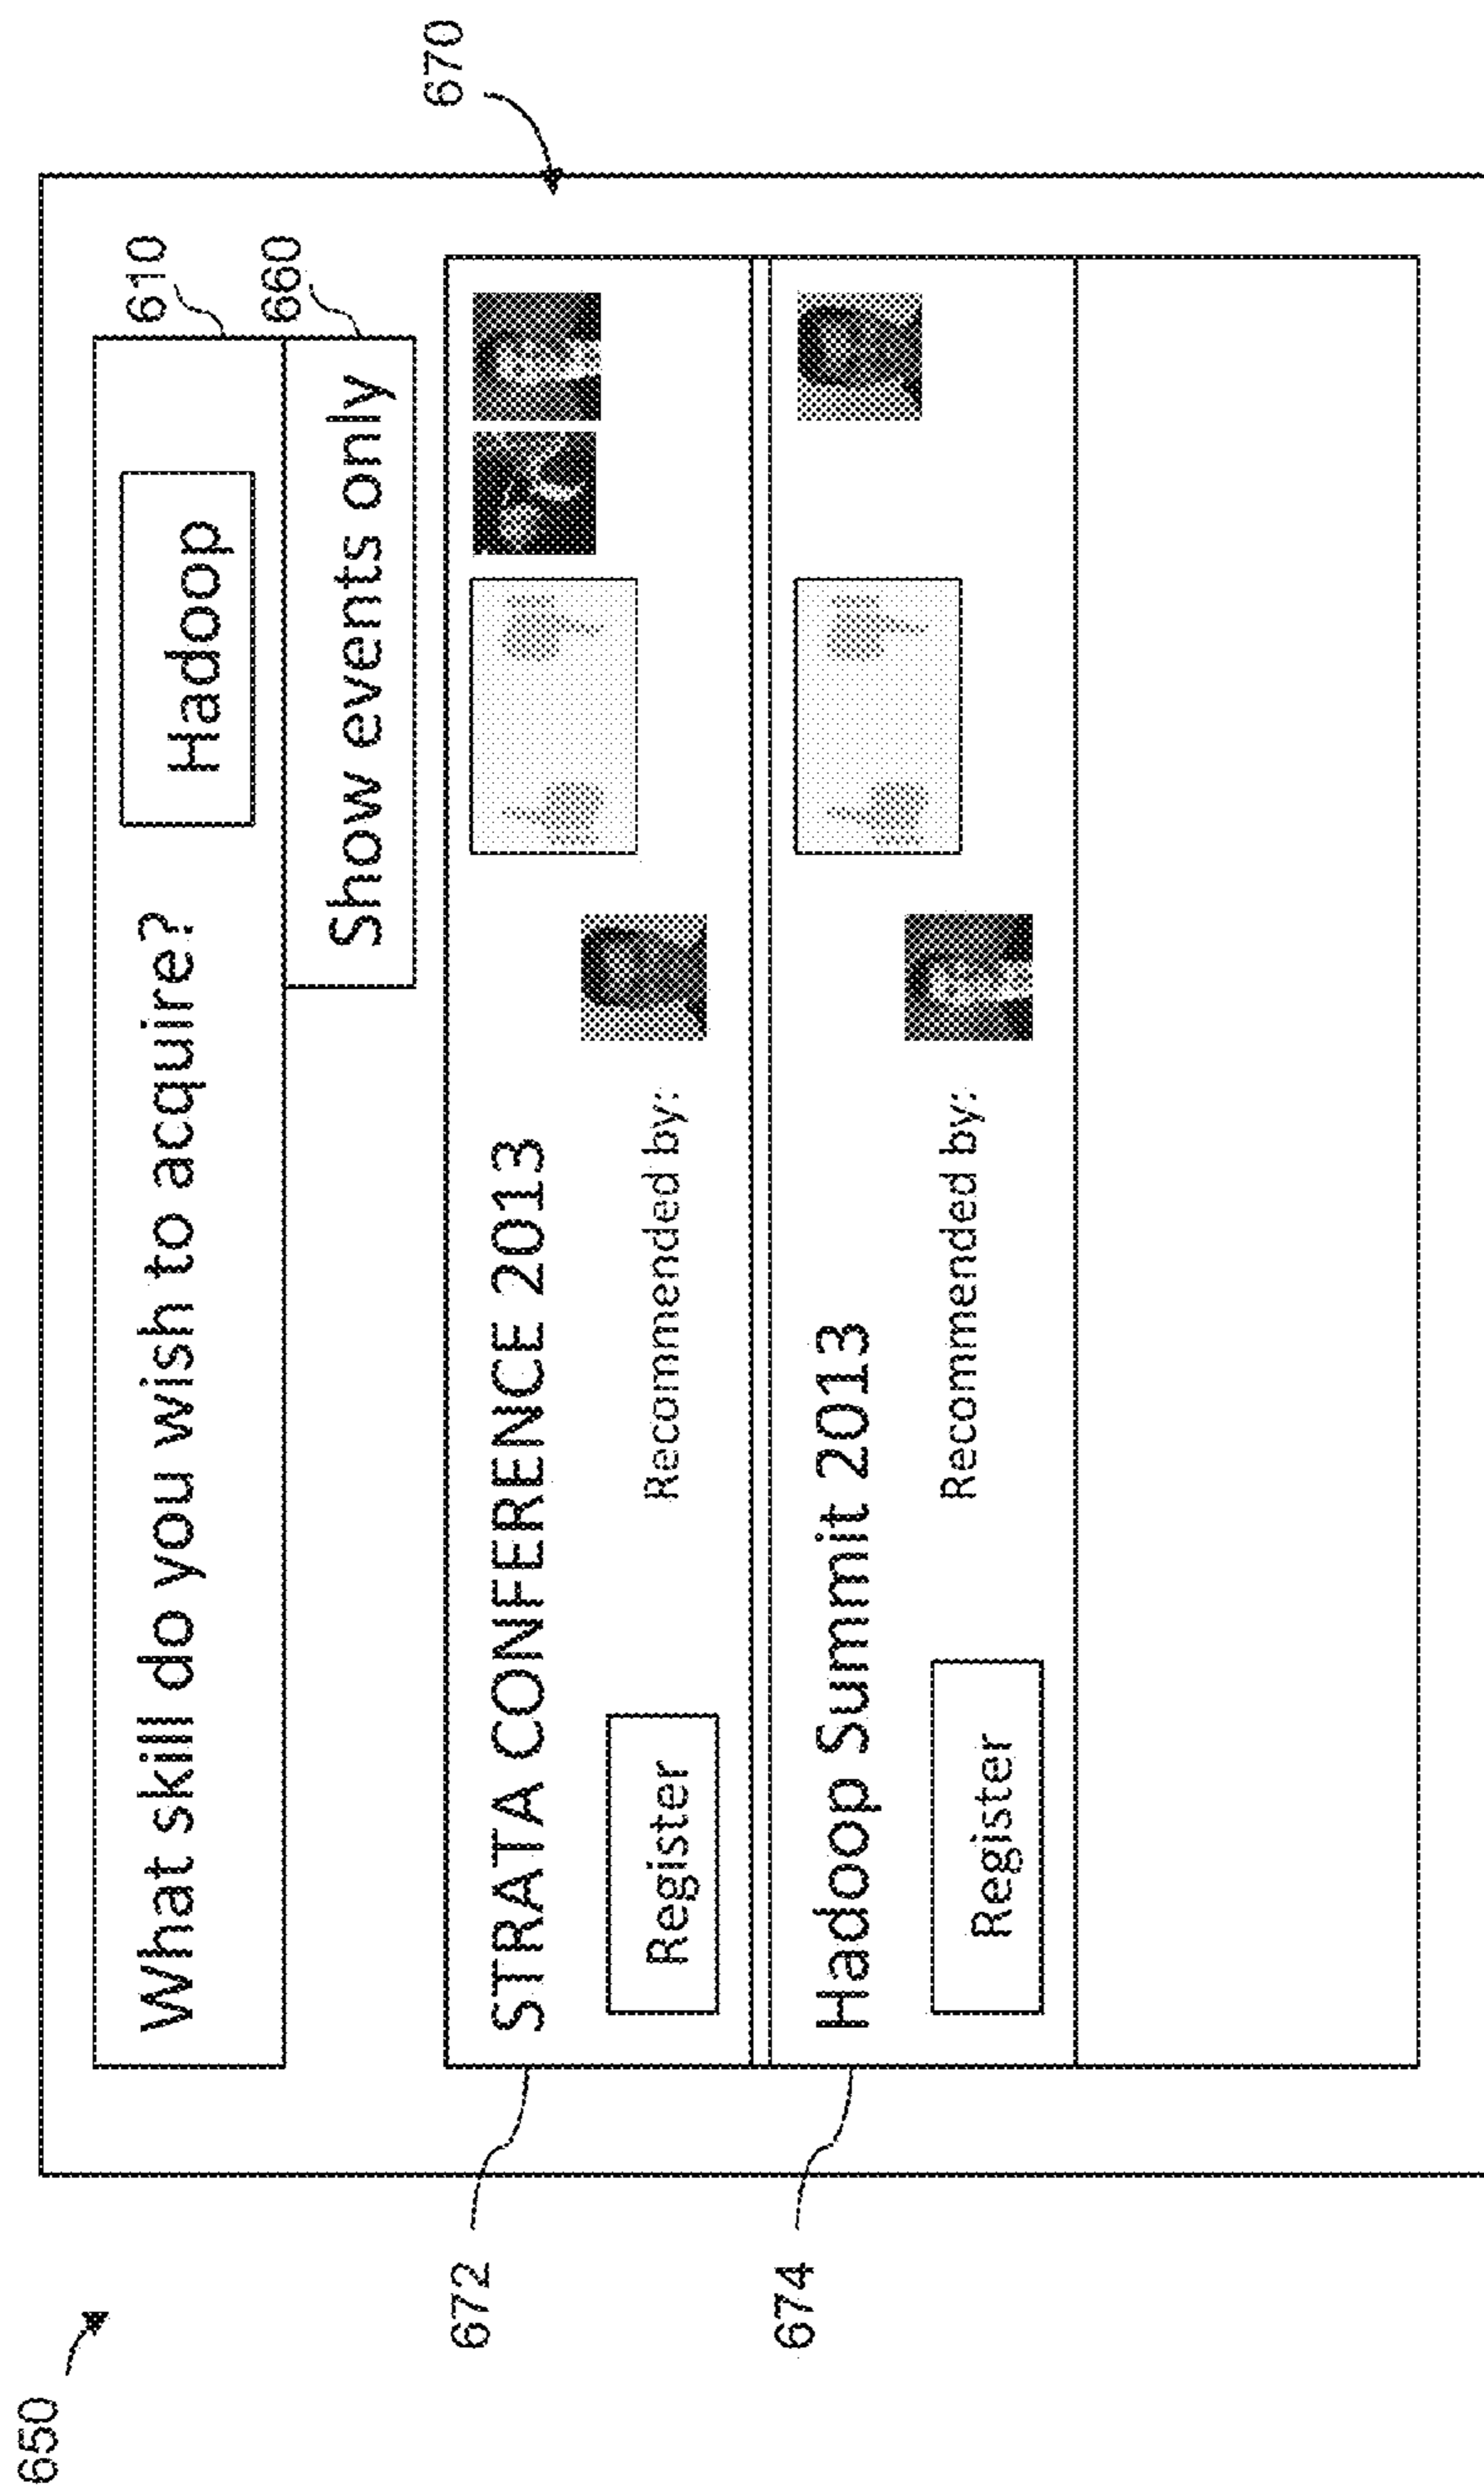 650
What skill do you wish to acquire? Hadoop
610
Show events only
660
670
672
STRATA CONFERENCE 2013
Register
Recommended by:
674
Hadoop Summit 2013
Register
Recommended by: